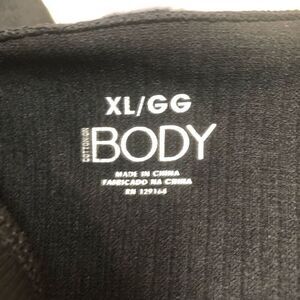 XL/GG
COTTON:ON
BODY
MADE IN CHINA
FABRICADO NA CHINA
RN 129164